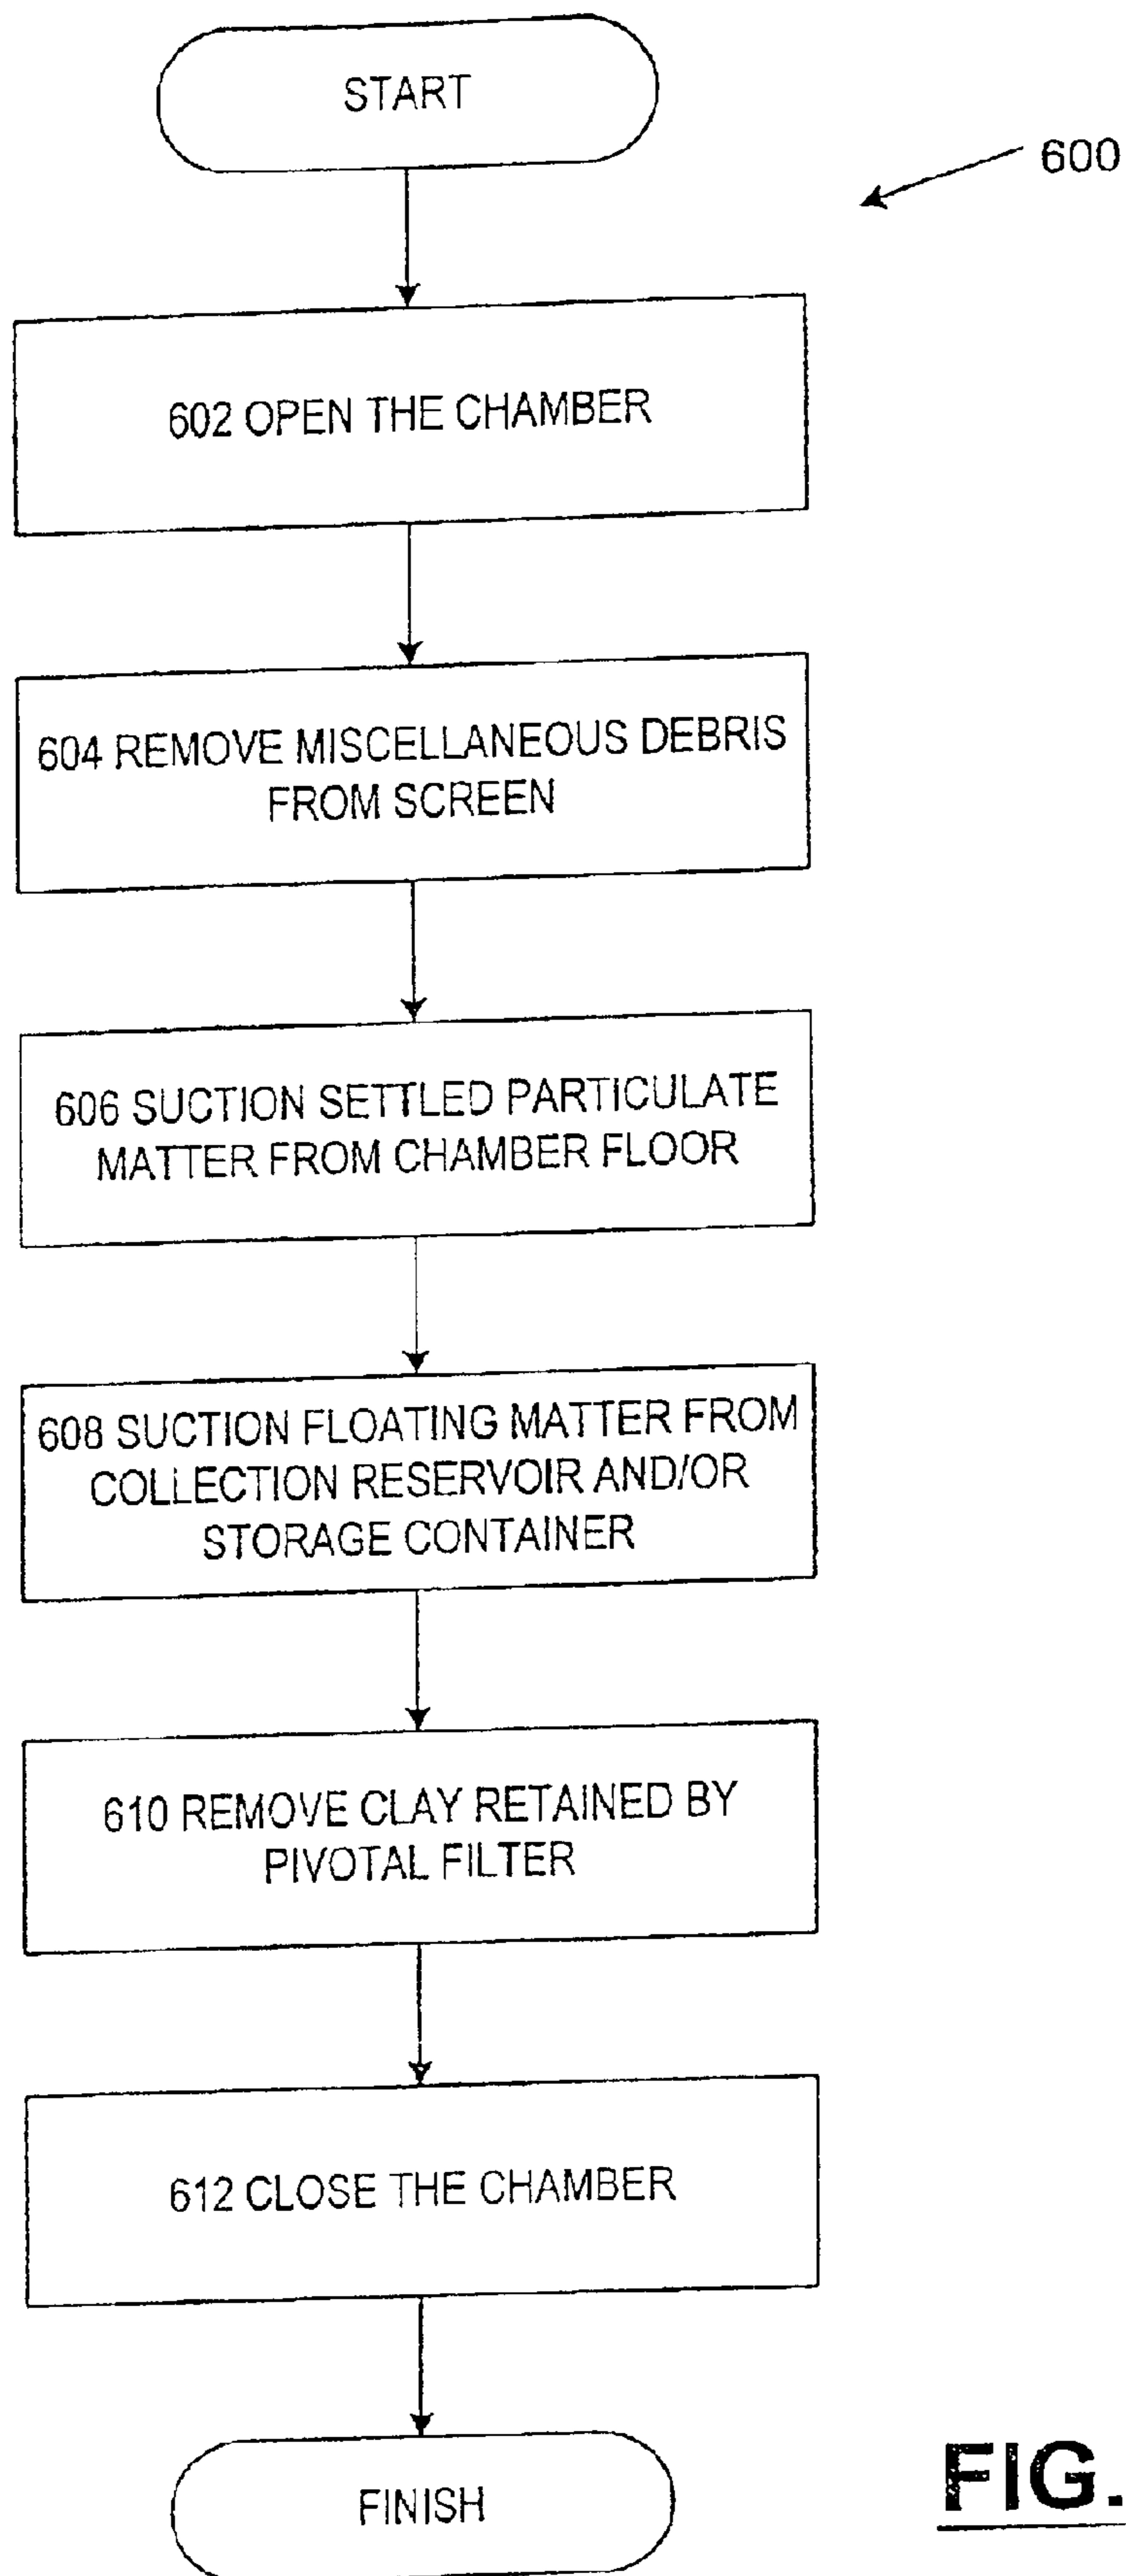 START
600
602 OPEN THE CHAMBER
604 REMOVE MISCELLANEOUS DEBRIS
FROM SCREEN
606 SUCTION SETTLED PARTICULATE
MATTER FROM CHAMBER FLOOR
608 SUCTION FLOATING MATTER FROM
COLLECTION RESERVOIR AND/OR
STORAGE CONTAINER
610 REMOVE CLAY RETAINED BY
PIVOTAL FILTER
612 CLOSE THE CHAMBER
FINISH
FIG.